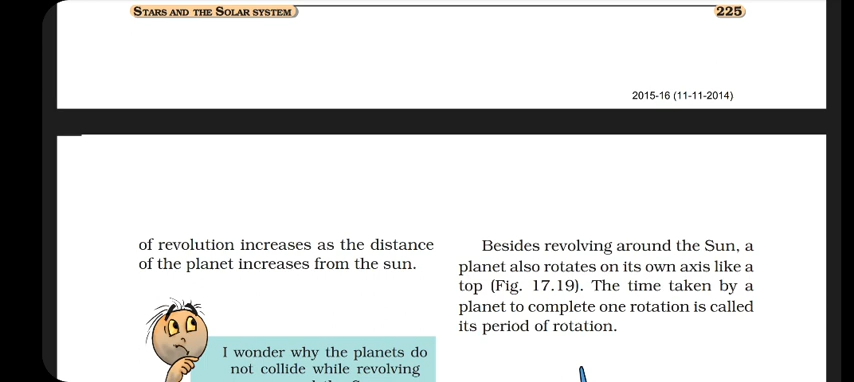 STARS AND THE SOLAR SYSTEM
225
2015-16 (11-11-2014)
of revolution increases as the distance
of the planet increases from the sun.
I wonder why the planets do
not collide while revolving
Besides revolving around the Sun, a
planet also rotates on its own axis like a
top (Fig. 17.19). The time taken by a
planet to complete one rotation is called
its period of rotation.